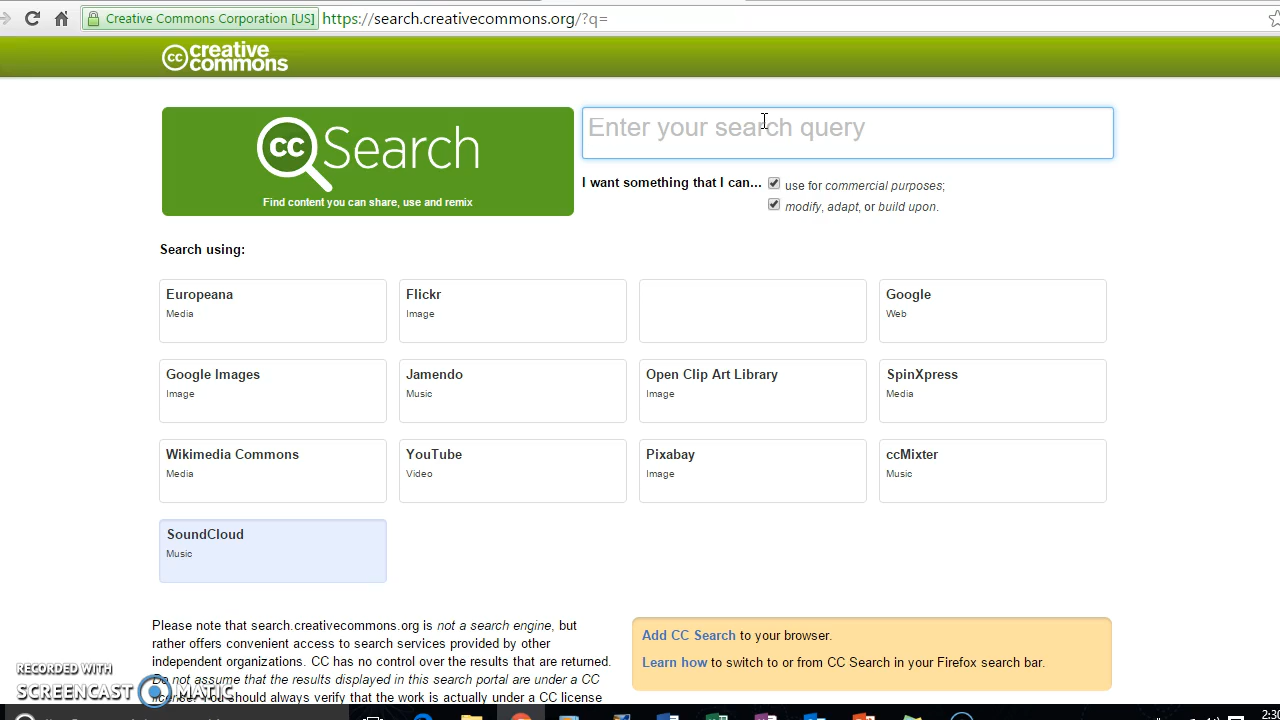 Creative Commons Corporation [US] https://search.creativecommons.org/?q=
cc creative commons
cc Search
Find content you can share, use and remix
Enter your search query
I want something that I can... use for commercial purposes;
modify, adapt, or build upon.
Search using:
Europeana
Media
Flickr
Image
Google
Web
Google Images
Image
Jamendo
Music
Open Clip Art Library
Image
SpinXpress
Media
Wikimedia Commons
Media
YouTube
Video
Pixabay
Image
ccMixter
Music
SoundCloud
Music
Please note that search.creativecommons.org is not a search engine, but
rather offers convenient access to search services provided by other
independent organizations. CC has no control over the results that are returned.
Do not assume that the results displayed in this search portal are under a CC
should always verify that the work is actually under a CC license
Add CC Search to your browser.
Learn how to switch to or from CC Search in your Firefox search bar.
RECORDED WITH
SCREENCAST MATIC